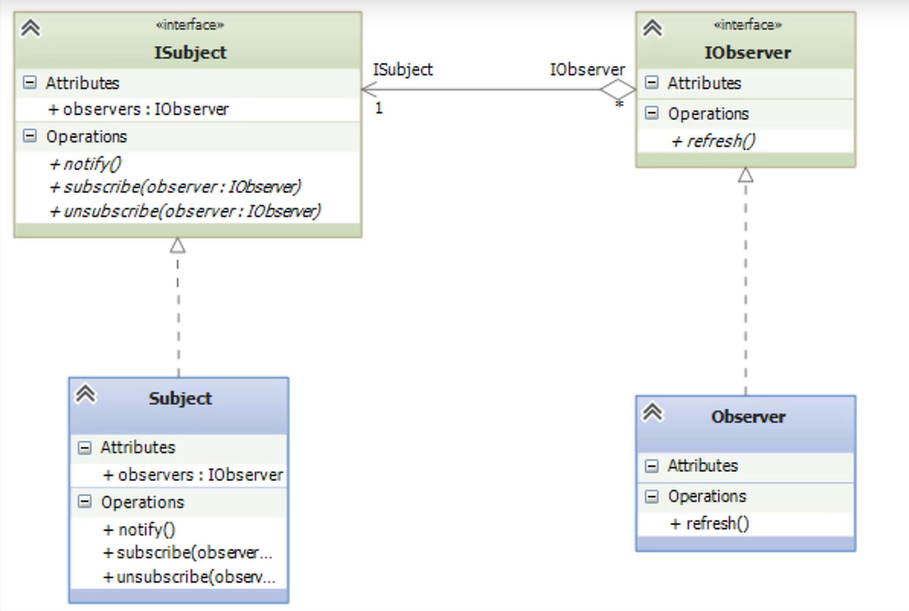 «interface»
ISubject
Attributes
+ observers : IObserver
Operations
+ notify()
+ subscribe(observer : IObserver)
+ unsubscribe(observer : IObserver)
ISubject
1
IObserver
*
«interface»
IObserver
Attributes
Operations
+ refresh()
Subject
Attributes
+ observers : IObserver
Operations
+ notify()
+ subscribe(observer...
+ unsubscribe(observ...
Observer
Attributes
Operations
+ refresh()